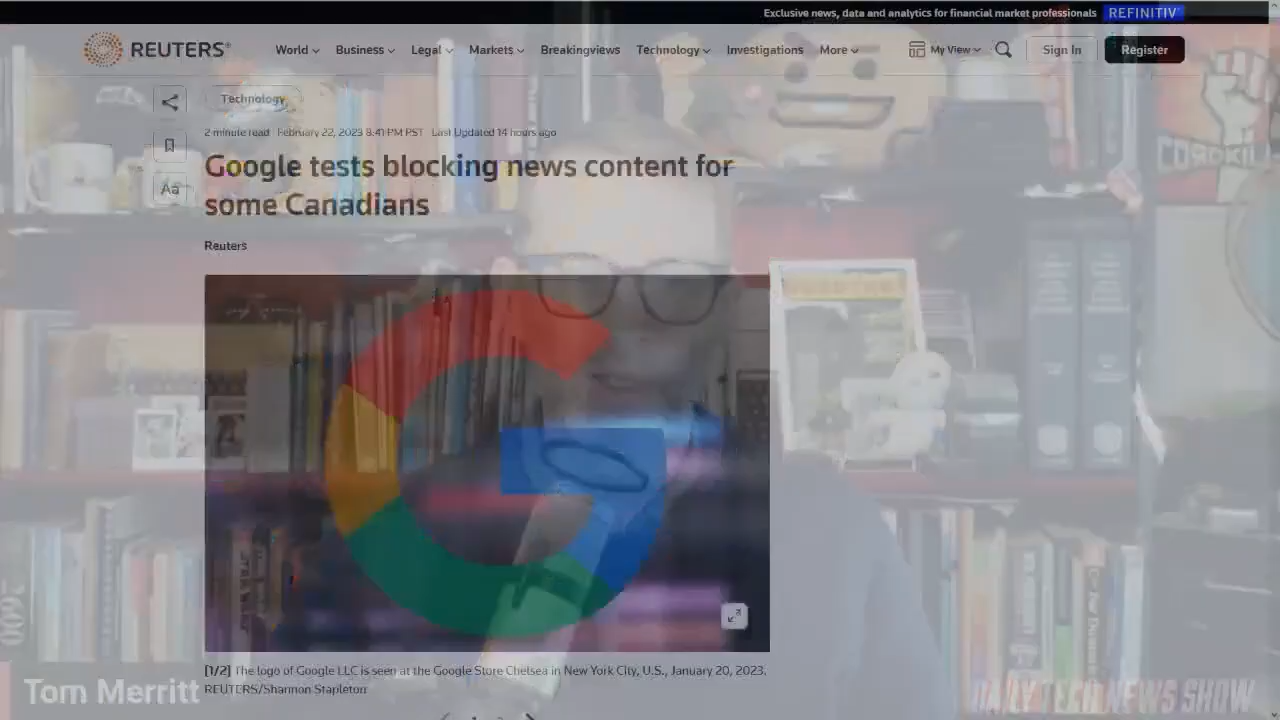 Exclusive news, data and analytics for financial market professionals REFINITIV
REUTERS® World Business Legal Markets Breakingviews Technology Investigations More My View Sign In Register
Technology
2 minute read February 22, 2023 8:41 PM PST Last Updated 14 hours ago
Aa
Google tests blocking news content for
some Canadians
Reuters
[1/2] The logo of Google LLC is seen at the Google Store Chelsea in New York City, U.S., January 20, 2023.
REUTERS/Shannon Stapleton
2600
Tom Merritt
DAILY TECH NEWS SHOW